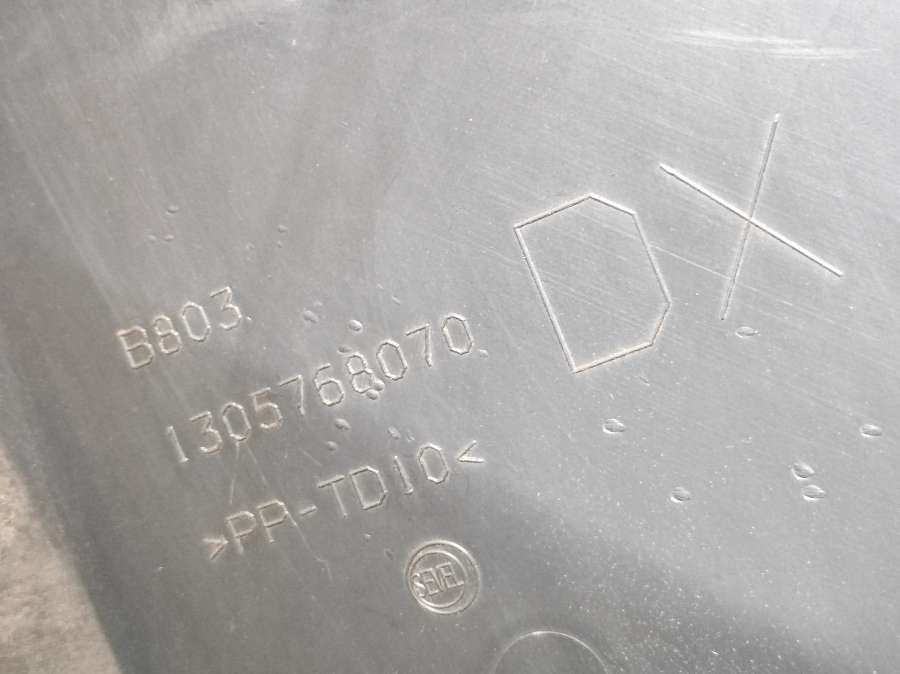 B803
1305768070
>PP-TD10<
SEVEL
DX